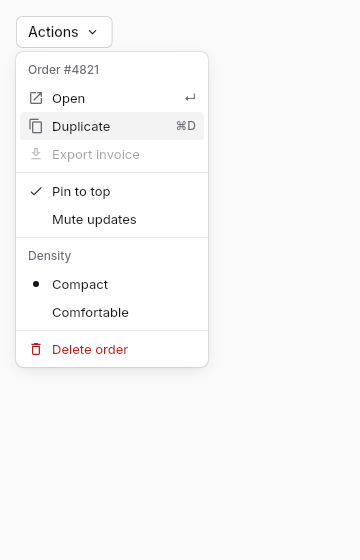 Actions
Order #4821
Open ↵
Duplicate ⌘D
Export invoice
Pin to top
Mute updates
Density
Compact
Comfortable
Delete order